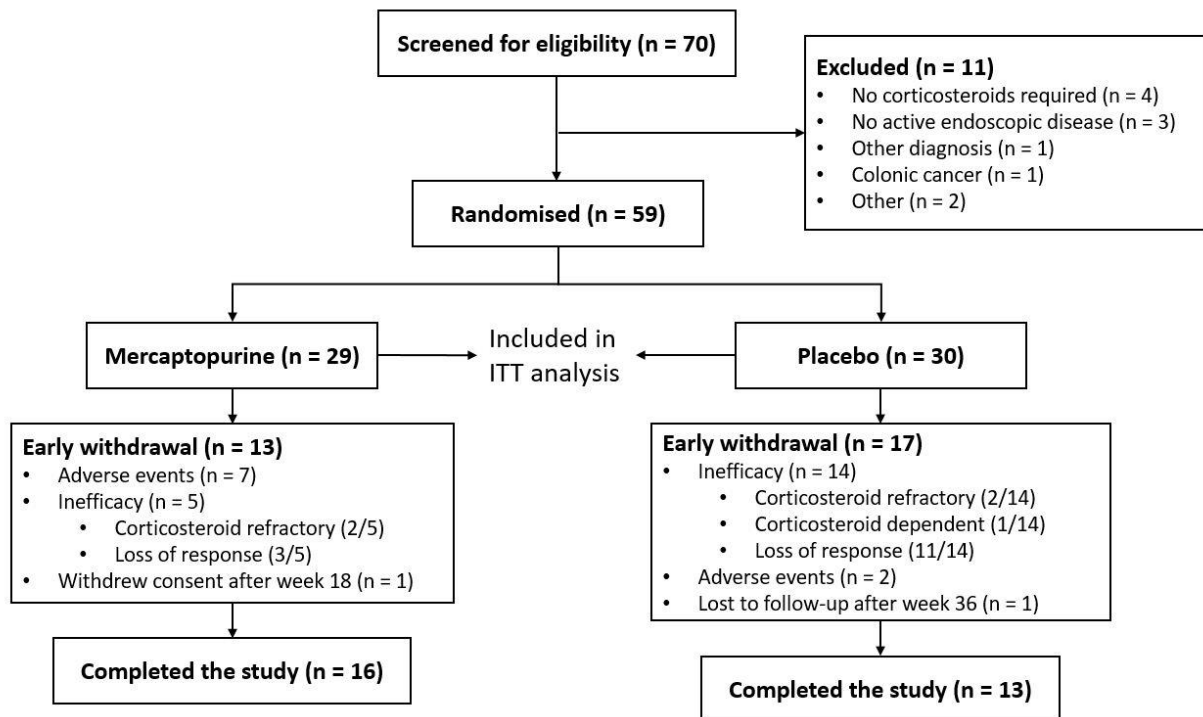 Screened for eligibility (n = 70)
Excluded (n = 11)
• No corticosteroids required (n = 4)
• No active endoscopic disease (n = 3)
• Other diagnosis (n = 1)
• Colonic cancer (n = 1)
• Other (n = 2)
Randomised (n = 59)
Mercaptopurine (n = 29)
Included in
ITT analysis
Placebo (n = 30)
Early withdrawal (n = 13)
• Adverse events (n = 7)
• Inefficacy (n = 5)
• Corticosteroid refractory (2/5)
• Loss of response (3/5)
• Withdrew consent after week 18 (n = 1)
Early withdrawal (n = 17)
• Inefficacy (n = 14)
• Corticosteroid refractory (2/14)
• Corticosteroid dependent (1/14)
• Loss of response (11/14)
• Adverse events (n = 2)
• Lost to follow-up after week 36 (n = 1)
Completed the study (n = 16)
Completed the study (n = 13)